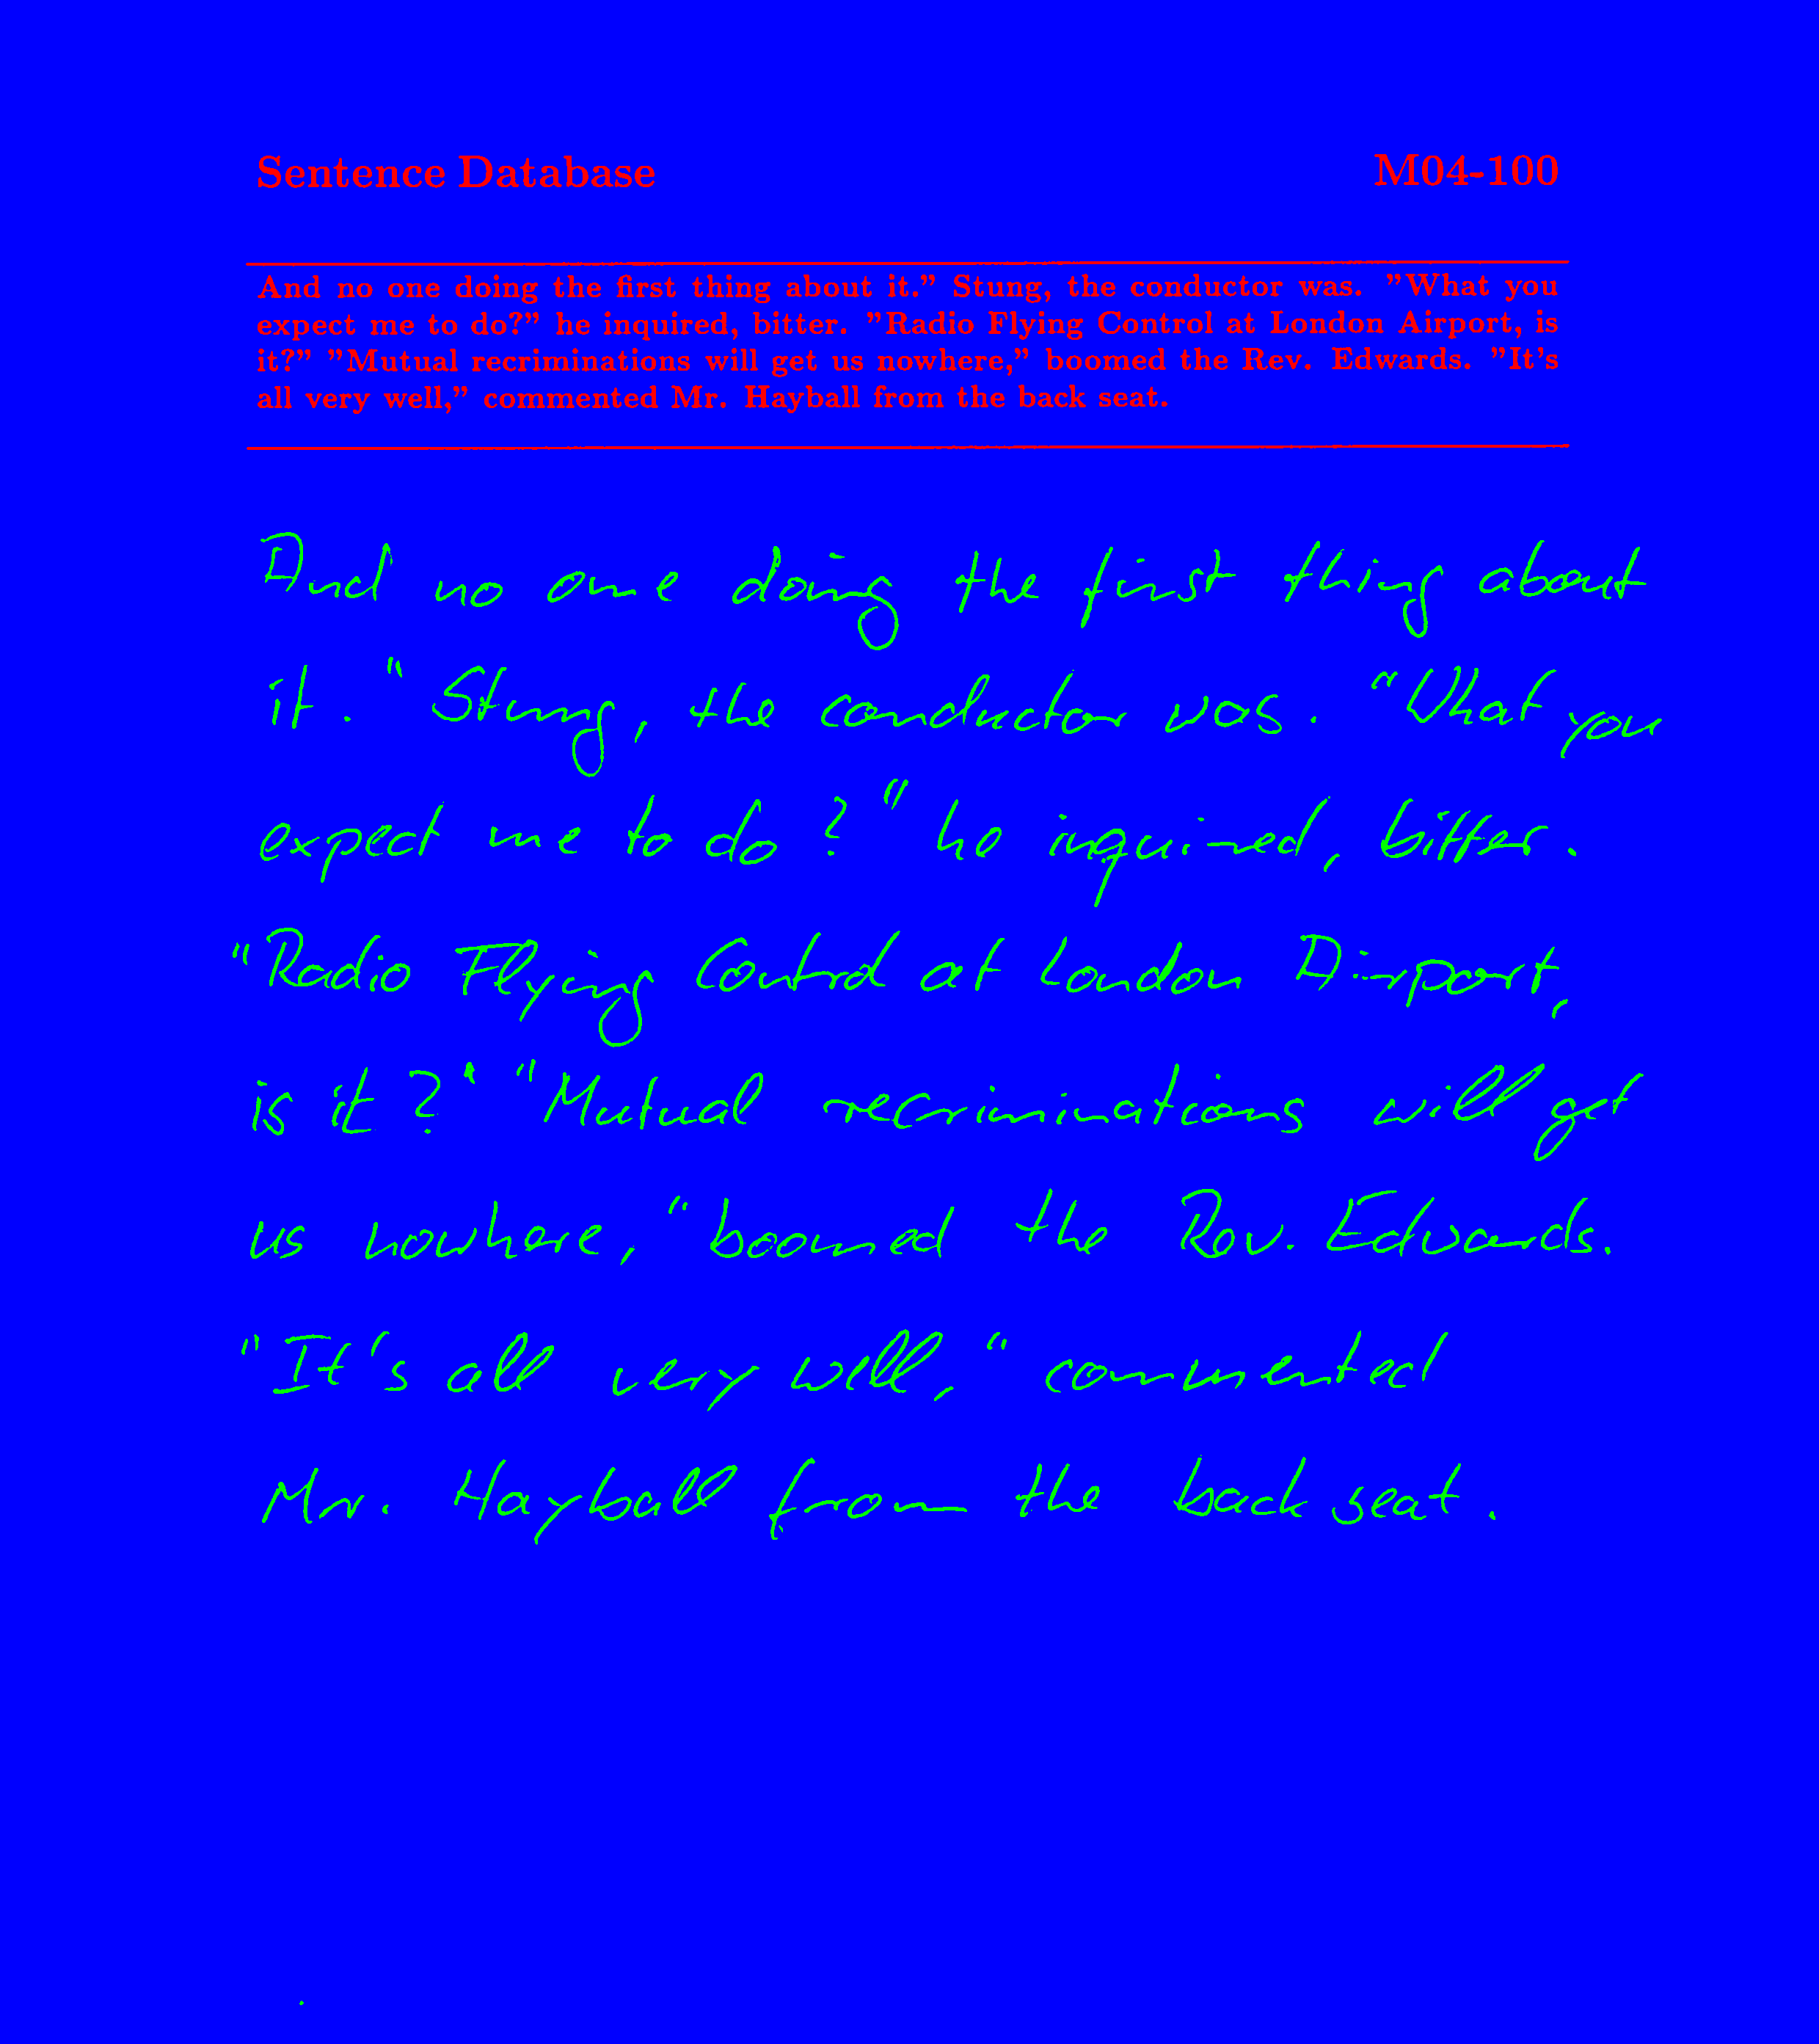 Sentence Database M04-100
And no one doing the first thing about it.” Stung, the conductor was. ”What you
expect me to do?” he inquired, bitter. ”Radio Flying Control at London Airport, is
it?” ”Mutual recriminations will get us nowhere,” boomed the Rev. Edwards. ”It's
all very well,” commented Mr. Hayball from the back seat.
And no one doing the first thing about
it." Stung, the conductor was. "What you
expect me to do?" he inquired, bitter.
"Radio Flying Control at London Airport,
is it?" "Mutual recriminations will get
us nowhere," boomed the Rev. Edwards.
"It's all very well," commented
Mr. Hayball from the back seat.